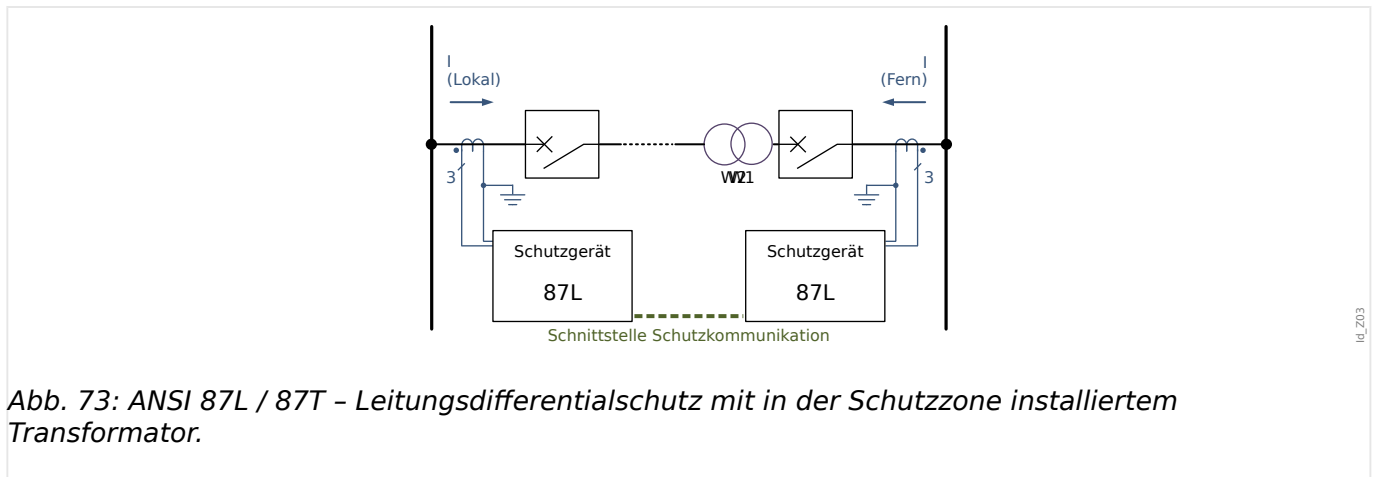 I
(Lokal)
I
(Fern)
3
3
Schutzgerät
87L
Schutzgerät
87L
Schnittstelle Schutzkommunikation
ld_Z03
Abb. 73: ANSI 87L / 87T – Leitungsdifferentialschutz mit in der Schutzzone installiertem
Transformator.